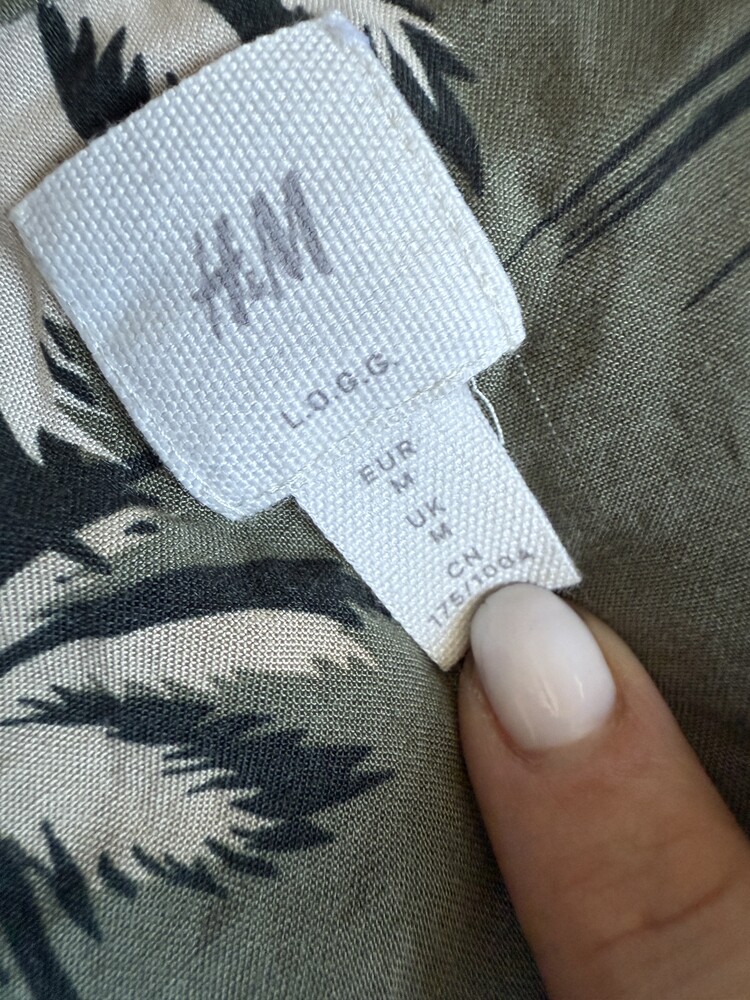 H&M
L.O.G.G.
EUR
M
UK
M
CN
175/100A